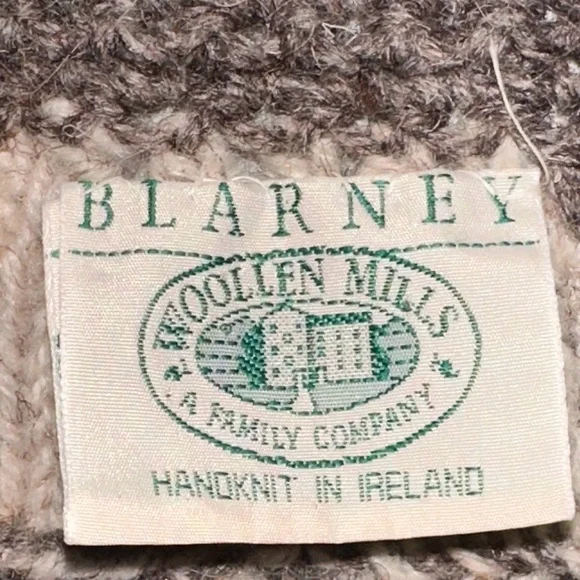 BLARNEY
WOOLLEN MILLS
A FAMILY COMPANY
HANDKNIT IN IRELAND